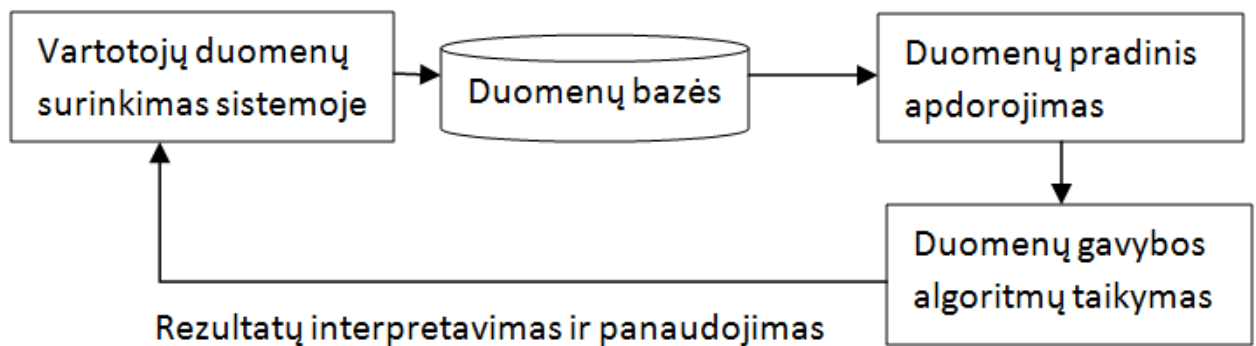 Vartotojų duomenų
surinkimas sistemoje
Duomenų bazės
Duomenų pradinis
apdorojimas
Duomenų gavybos
algoritmų taikymas
Rezultatų interpretavimas ir panaudojimas